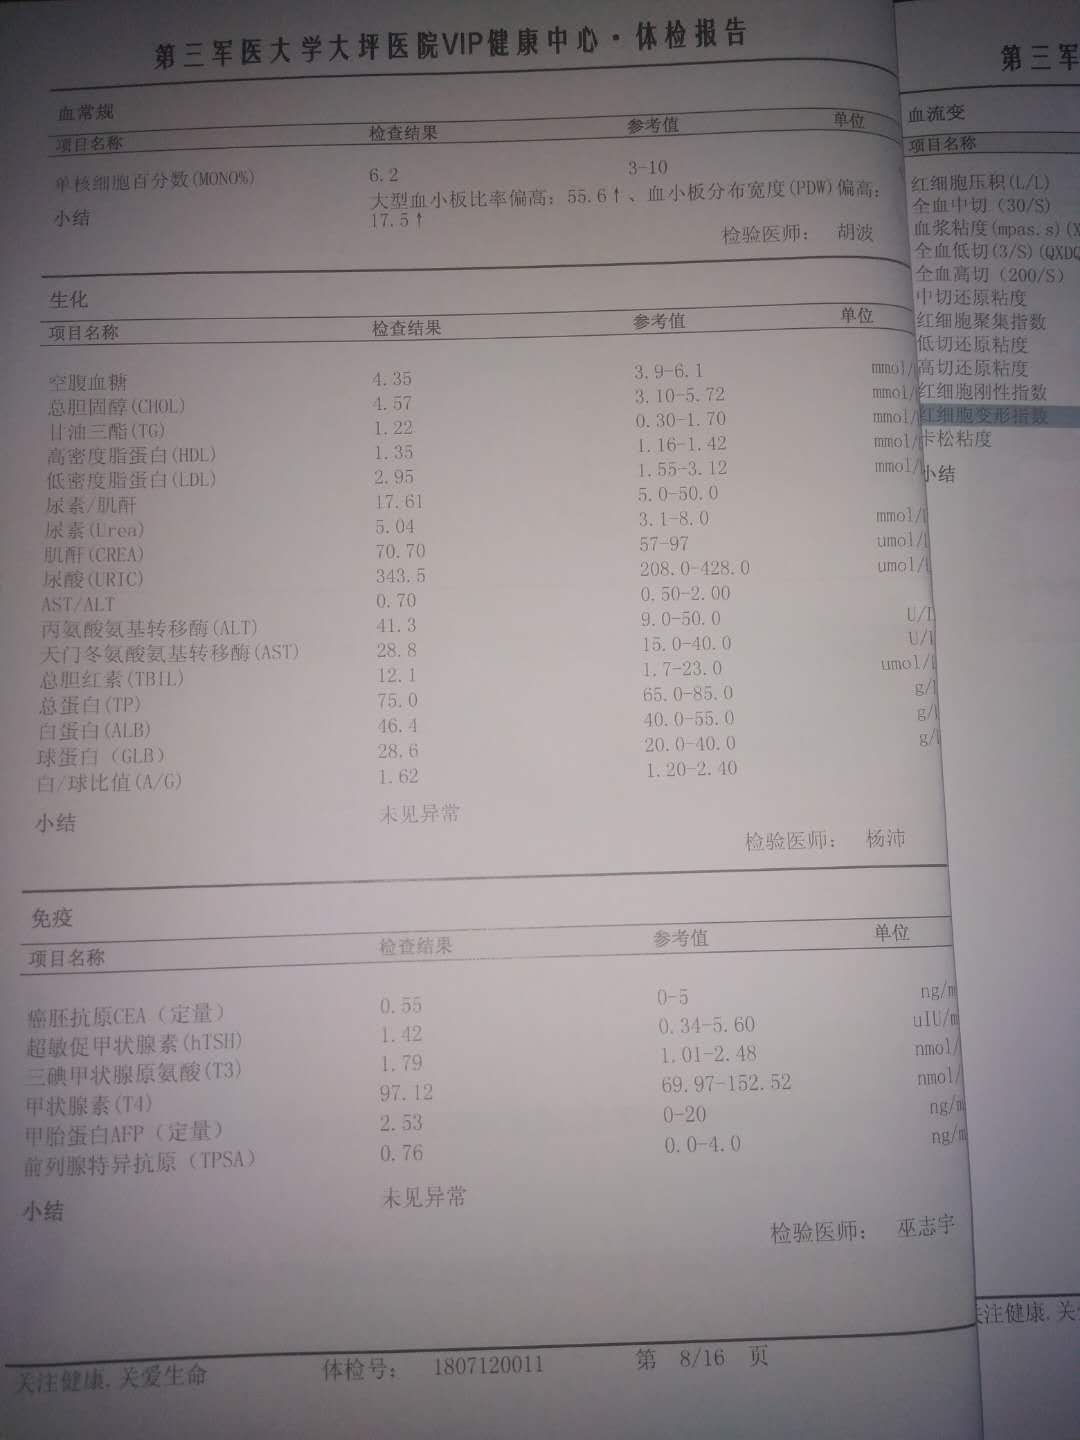 第三军医大学大坪医院VIP健康中心·体检报告
血常规
项目名称 检查结果 参考值 单位
单核细胞百分数(MONO%) 6.2 3-10
小结 大型血小板比率偏高：55.6↑、血小板分布宽度(PDW)偏高：
17.5↑
检验医师： 胡波
生化
项目名称 检查结果 参考值 单位
空腹血糖 4.35 3.9-6.1 mmol/
总胆固醇(CHOL) 4.57 3.10-5.72 mmol/
甘油三酯(TG) 1.22 0.30-1.70 mmol/
高密度脂蛋白(HDL) 1.35 1.16-1.42 mmol/
低密度脂蛋白(LDL) 2.95 1.55-3.12 mmol/
尿素/肌酐 17.61 5.0-50.0
尿素(Urea) 5.04 3.1-8.0 mmol/l
肌酐(CREA) 70.70 57-97 umol/l
尿酸(URIC) 343.5 208.0-428.0 umol/l
AST/ALT 0.70 0.50-2.00
丙氨酸氨基转移酶(ALT) 41.3 9.0-50.0 U/L
天门冬氨酸氨基转移酶(AST) 28.8 15.0-40.0 U/l
总胆红素(TBIL) 12.1 1.7-23.0 umol/l
总蛋白(TP) 75.0 65.0-85.0 g/l
白蛋白(ALB) 46.4 40.0-55.0 g/l
球蛋白（GLB） 28.6 20.0-40.0 g/l
白/球比值(A/G) 1.62 1.20-2.40
小结 未见异常
检验医师： 杨沛
免疫
项目名称 检查结果 参考值 单位
癌胚抗原CEA（定量） 0.55 0-5 ng/m
超敏促甲状腺素(hTSH) 1.42 0.34-5.60 uIU/m
三碘甲状腺原氨酸(T3) 1.79 1.01-2.48 nmol/
甲状腺素(T4) 97.12 69.97-152.52 nmol/
甲胎蛋白AFP（定量） 2.53 0-20 ng/m
前列腺特异抗原（TPSA） 0.76 0.0-4.0 ng/m
小结 未见异常
检验医师： 巫志宇
关注健康.关爱生命 体检号： 1807120011 第 8/16 页
第三军
血流变
项目名称
红细胞压积(L/L)
全血中切（30/S)
血浆粘度(mpas.s)(X
全血低切(3/S)(QXDQ
全血高切（200/S）
中切还原粘度
红细胞聚集指数
低切还原粘度
高切还原粘度
红细胞刚性指数
红细胞变形指数
卡松粘度
小结
关注健康.关